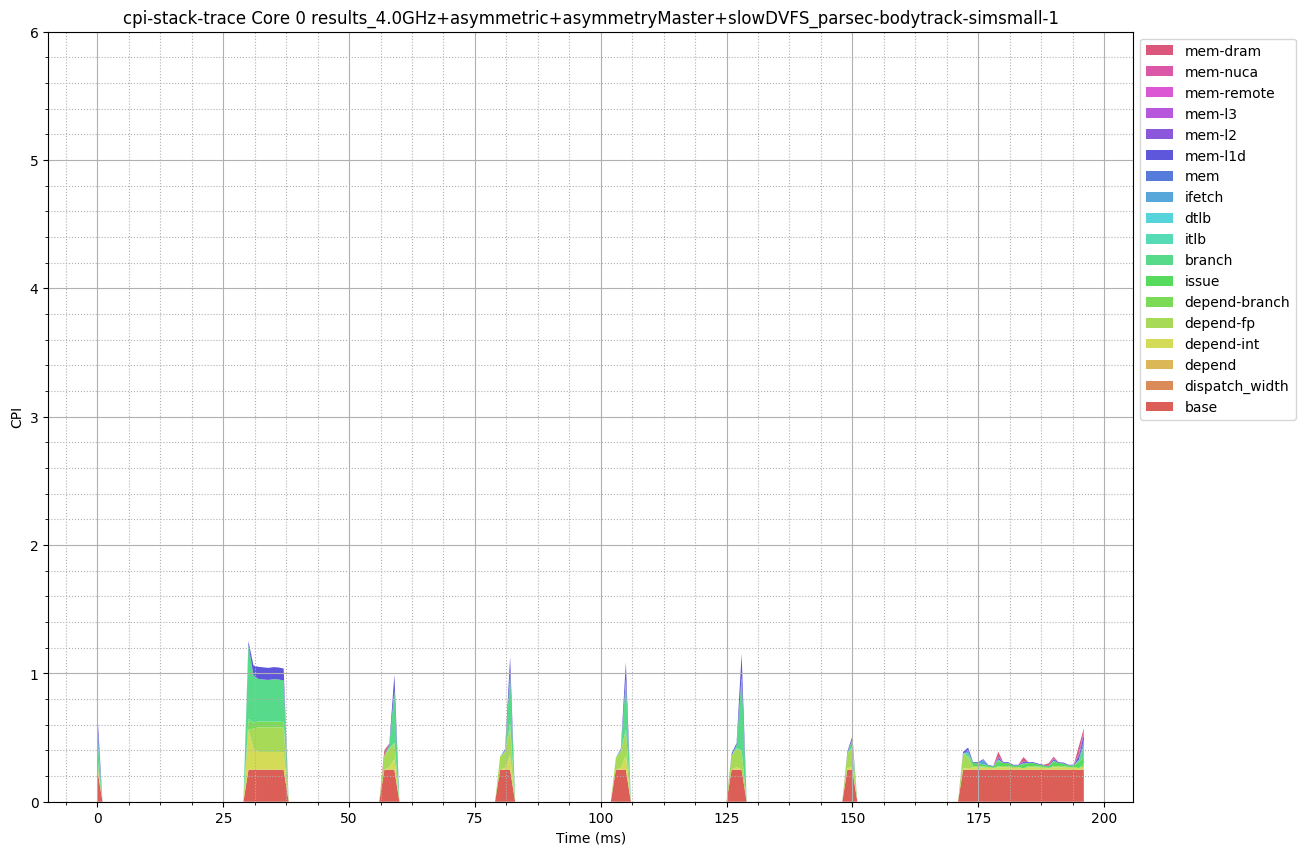 cpi-stack-trace Core 0 results_4.0GHz+asymmetric+asymmetryMaster+slowDVFS_parsec-bodytrack-simsmall-1
6
5
4
3
2
1
0
CPI
0
25
50
75
100
125
150
175
200
Time (ms)
mem-dram
mem-nuca
mem-remote
mem-l3
mem-l2
mem-l1d
mem
ifetch
dtlb
itlb
branch
issue
depend-branch
depend-fp
depend-int
depend
dispatch_width
base